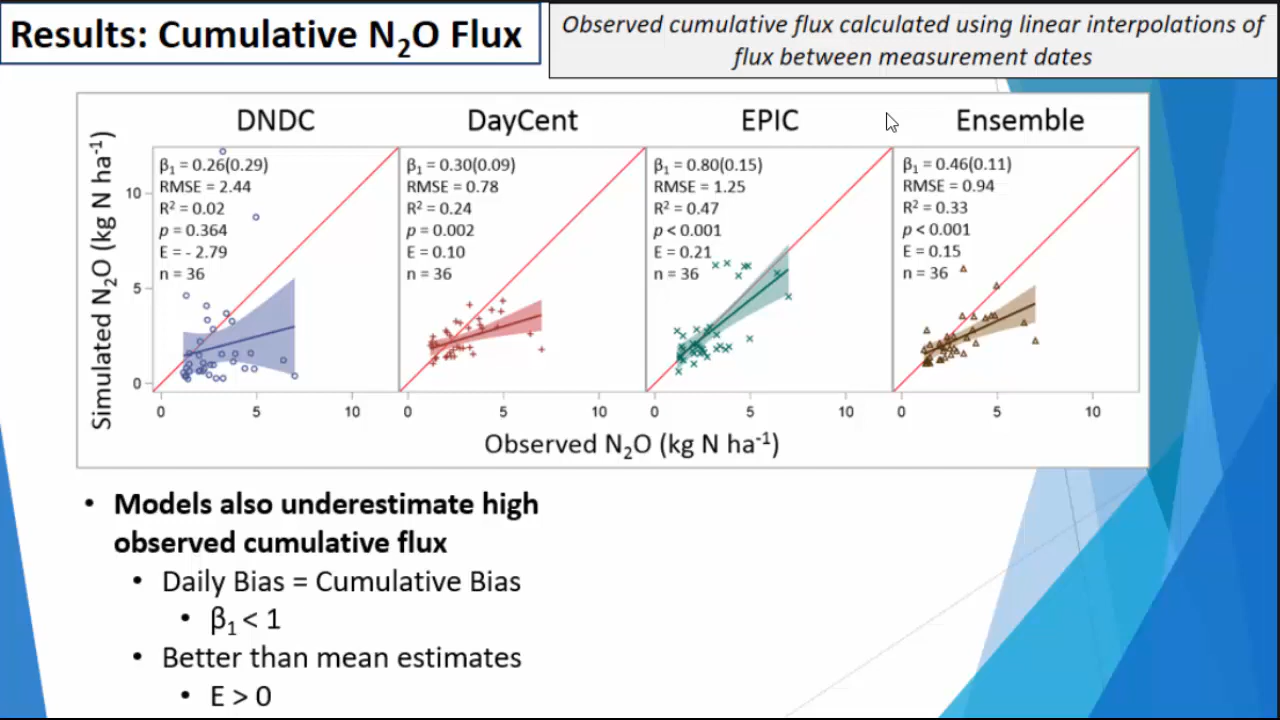 Results: Cumulative N₂O Flux
Observed cumulative flux calculated using linear interpolations of
flux between measurement dates
DNDC
DayCent
EPIC
Ensemble
Simulated N₂O (kg N ha⁻¹)
10
5
0
β₁ = 0.26(0.29)
RMSE = 2.44
R² = 0.02
p = 0.364
E = - 2.79
n = 36
β₁ = 0.30(0.09)
RMSE = 0.78
R² = 0.24
p = 0.002
E = 0.10
n = 36
β₁ = 0.80(0.15)
RMSE = 1.25
R² = 0.47
p < 0.001
E = 0.21
n = 36
β₁ = 0.46(0.11)
RMSE = 0.94
R² = 0.33
p < 0.001
E = 0.15
n = 36
0 5 10 0 5 10 0 5 10 0 5 10
Observed N₂O (kg N ha⁻¹)
• Models also underestimate high
observed cumulative flux
• Daily Bias = Cumulative Bias
• β₁ < 1
• Better than mean estimates
• E > 0